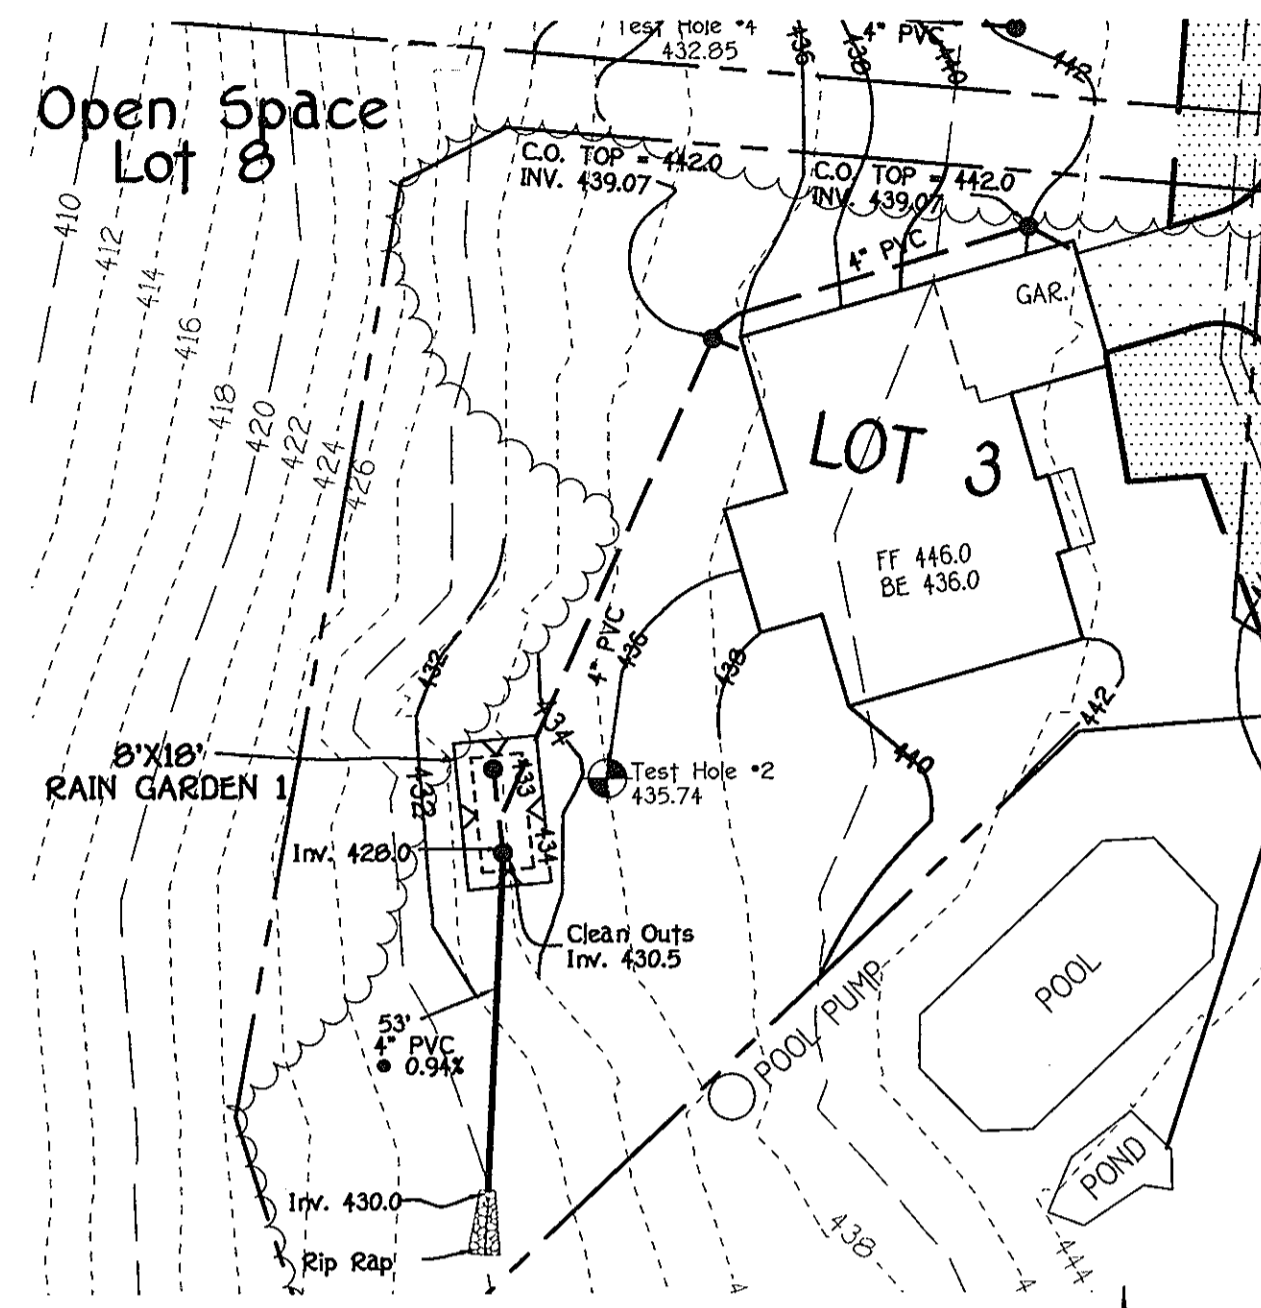 Test Hole •4
432.85
436
438
4" PVC
440
442
Open Space
Lot 8
C.O. TOP = 442.0
INV. 439.07
C.O. TOP = 442.0
INV. 439.07
4" PVC
GAR.
410
412
414
416
418
420
422
424
426
LOT 3
FF 446.0
BE 436.0
4" PVC
436
438
432
434
442
440
8'X18'
RAIN GARDEN 1
432
433
434
Test Hole •2
435.74
Inv. 428.0
Clean Outs
Inv. 430.5
53'
4" PVC
● 0.94%
POOL PUMP
POOL
POND
Inv. 430.0
Rip Rap
438
444